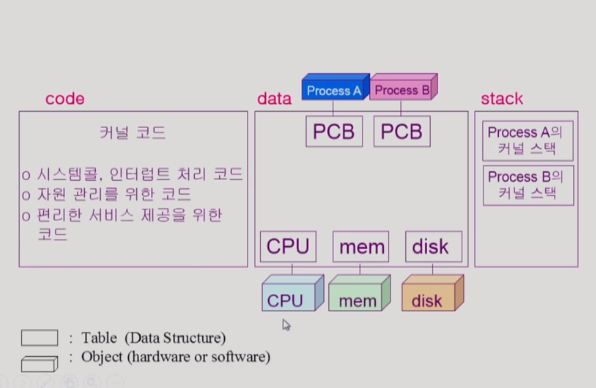 code
data
stack
Process A
Process B
커널 코드
o 시스템콜, 인터럽트 처리 코드
o 자원 관리를 위한 코드
o 편리한 서비스 제공을 위한
코드
PCB
PCB
Process A의
커널 스택
Process B의
커널 스택
CPU
mem
disk
CPU
mem
disk
: Table (Data Structure)
: Object (hardware or software)